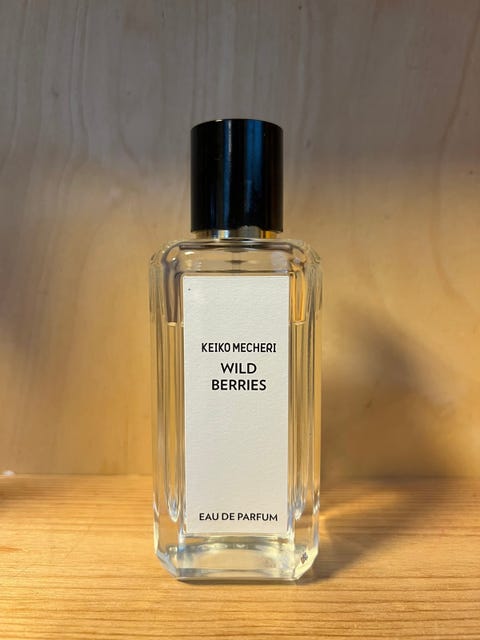 KEIKO MECHERI
WILD
BERRIES
EAU DE PARFUM